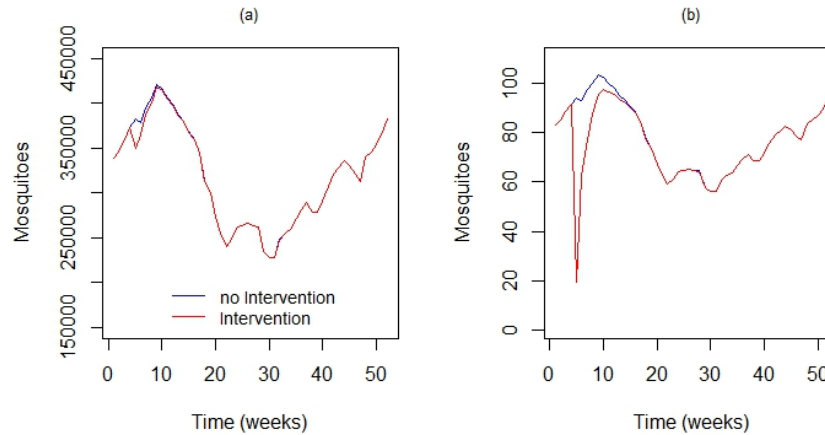 (a)
Mosquitoes
450000
350000
250000
150000
no Intervention
Intervention
0 10 20 30 40 50
Time (weeks)
(b)
Mosquitoes
100
80
60
40
20
0
0 10 20 30 40 50
Time (weeks)